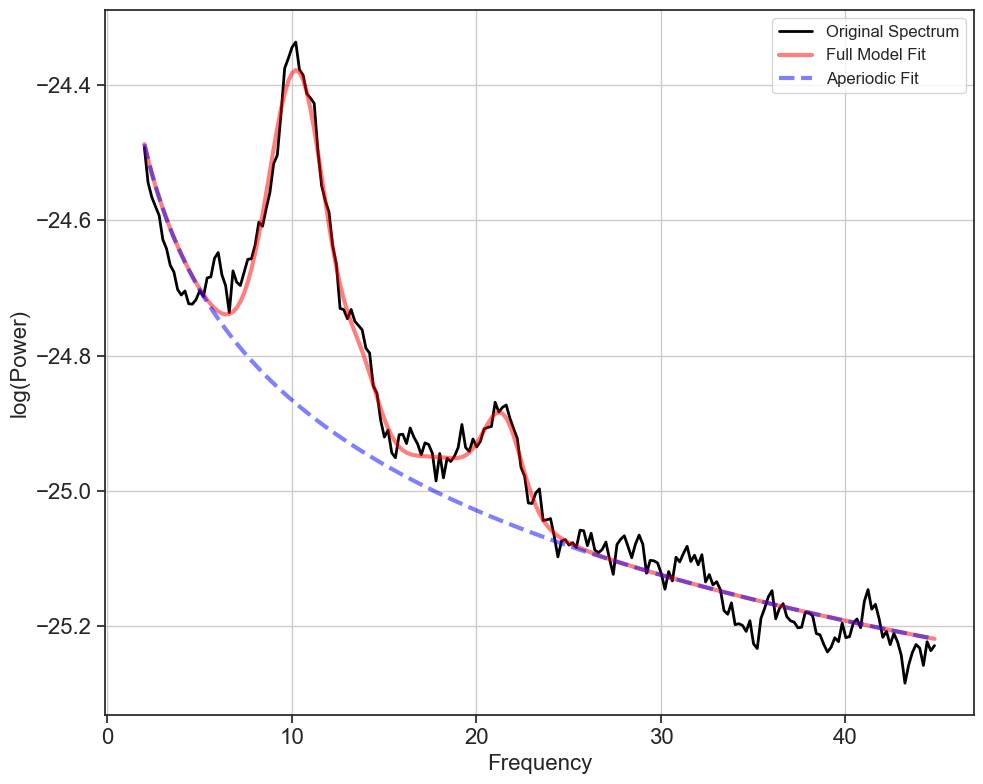 Original Spectrum
Full Model Fit
Aperiodic Fit
−24.4
−24.6
−24.8
−25.0
−25.2
log(Power)
0 10 20 30 40
Frequency